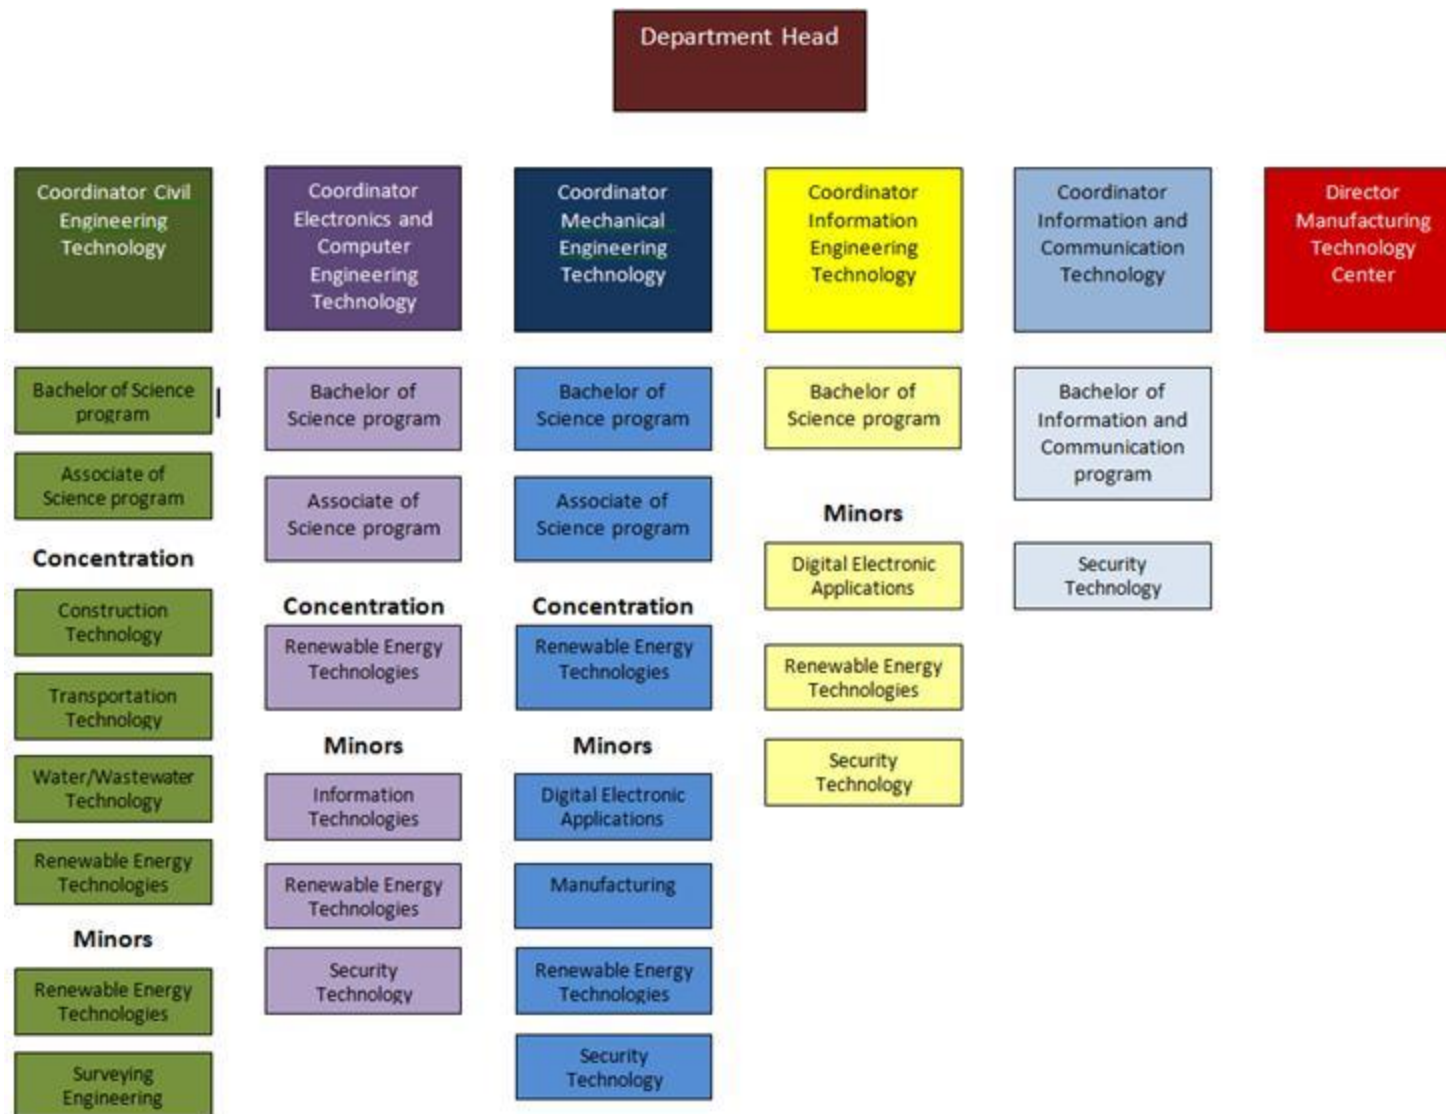 Department Head
Coordinator Civil
Engineering
Technology
Bachelor of Science
program
Associate of
Science program
Concentration
Construction
Technology
Transportation
Technology
Water/Wastewater
Technology
Renewable Energy
Technologies
Minors
Renewable Energy
Technologies
Surveying
Engineering
Coordinator
Electronics and
Computer
Engineering
Technology
Bachelor of
Science program
Associate of
Science program
Concentration
Renewable Energy
Technologies
Minors
Information
Technologies
Renewable Energy
Technologies
Security
Technology
Coordinator
Mechanical
Engineering
Technology
Bachelor of
Science program
Associate of
Science program
Concentration
Renewable Energy
Technologies
Minors
Digital Electronic
Applications
Manufacturing
Renewable Energy
Technologies
Security
Technology
Coordinator
Information
Engineering
Technology
Bachelor of
Science program
Minors
Digital Electronic
Applications
Renewable Energy
Technologies
Security
Technology
Coordinator
Information and
Communication
Technology
Bachelor of
Information and
Communication
program
Security
Technology
Director
Manufacturing
Technology
Center